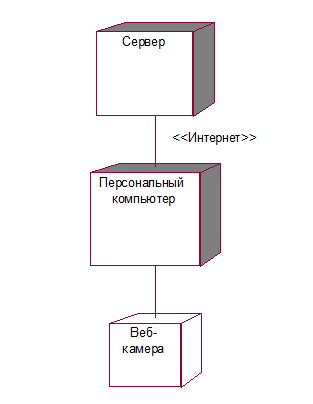 Сервер
<<Интернет>>
Персональный
компьютер
Веб-
камера